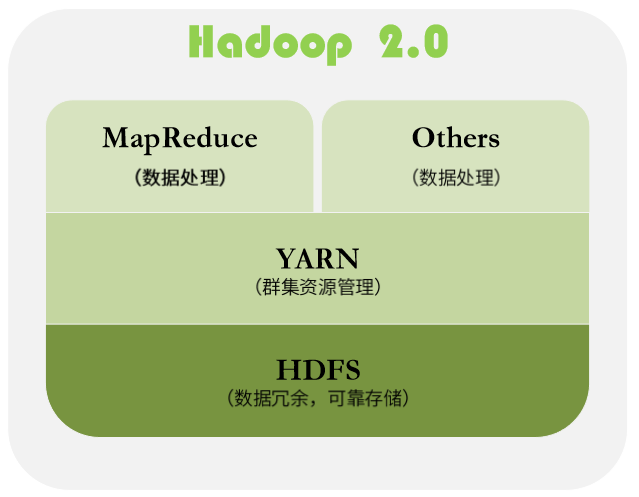 Hadoop 2.0
MapReduce
（数据处理）
Others
（数据处理）
YARN
（群集资源管理）
HDFS
（数据冗余，可靠存储）